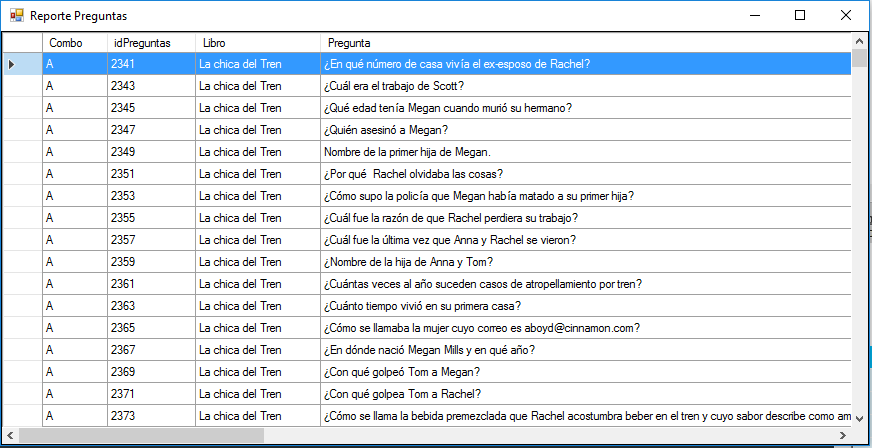 Reporte Preguntas
Combo idPreguntas Libro Pregunta
A 2341 La chica del Tren ¿En qué número de casa vivía el ex-esposo de Rachel?
A 2343 La chica del Tren ¿Cuál era el trabajo de Scott?
A 2345 La chica del Tren ¿Qué edad tenía Megan cuando murió su hermano?
A 2347 La chica del Tren ¿Quién asesinó a Megan?
A 2349 La chica del Tren Nombre de la primer hija de Megan.
A 2351 La chica del Tren ¿Por qué  Rachel olvidaba las cosas?
A 2353 La chica del Tren ¿Cómo supo la policía que Megan había matado a su primer hija?
A 2355 La chica del Tren ¿Cuál fue la razón de que Rachel perdiera su trabajo?
A 2357 La chica del Tren ¿Cuál fue la última vez que Anna y Rachel se vieron?
A 2359 La chica del Tren ¿Nombre de la hija de Anna y Tom?
A 2361 La chica del Tren ¿Cuántas veces al año suceden casos de atropellamiento por tren?
A 2363 La chica del Tren ¿Cuánto tiempo vivió en su primera casa?
A 2365 La chica del Tren ¿Cómo se llamaba la mujer cuyo correo es aboyd@cinnamon.com?
A 2367 La chica del Tren ¿En dónde nació Megan Mills y en qué año?
A 2369 La chica del Tren ¿Con qué golpeó Tom a Megan?
A 2371 La chica del Tren ¿Con qué golpea Tom a Rachel?
A 2373 La chica del Tren ¿Cómo se llama la bebida premezclada que Rachel acostumbra beber en el tren y cuyo sabor describe como am